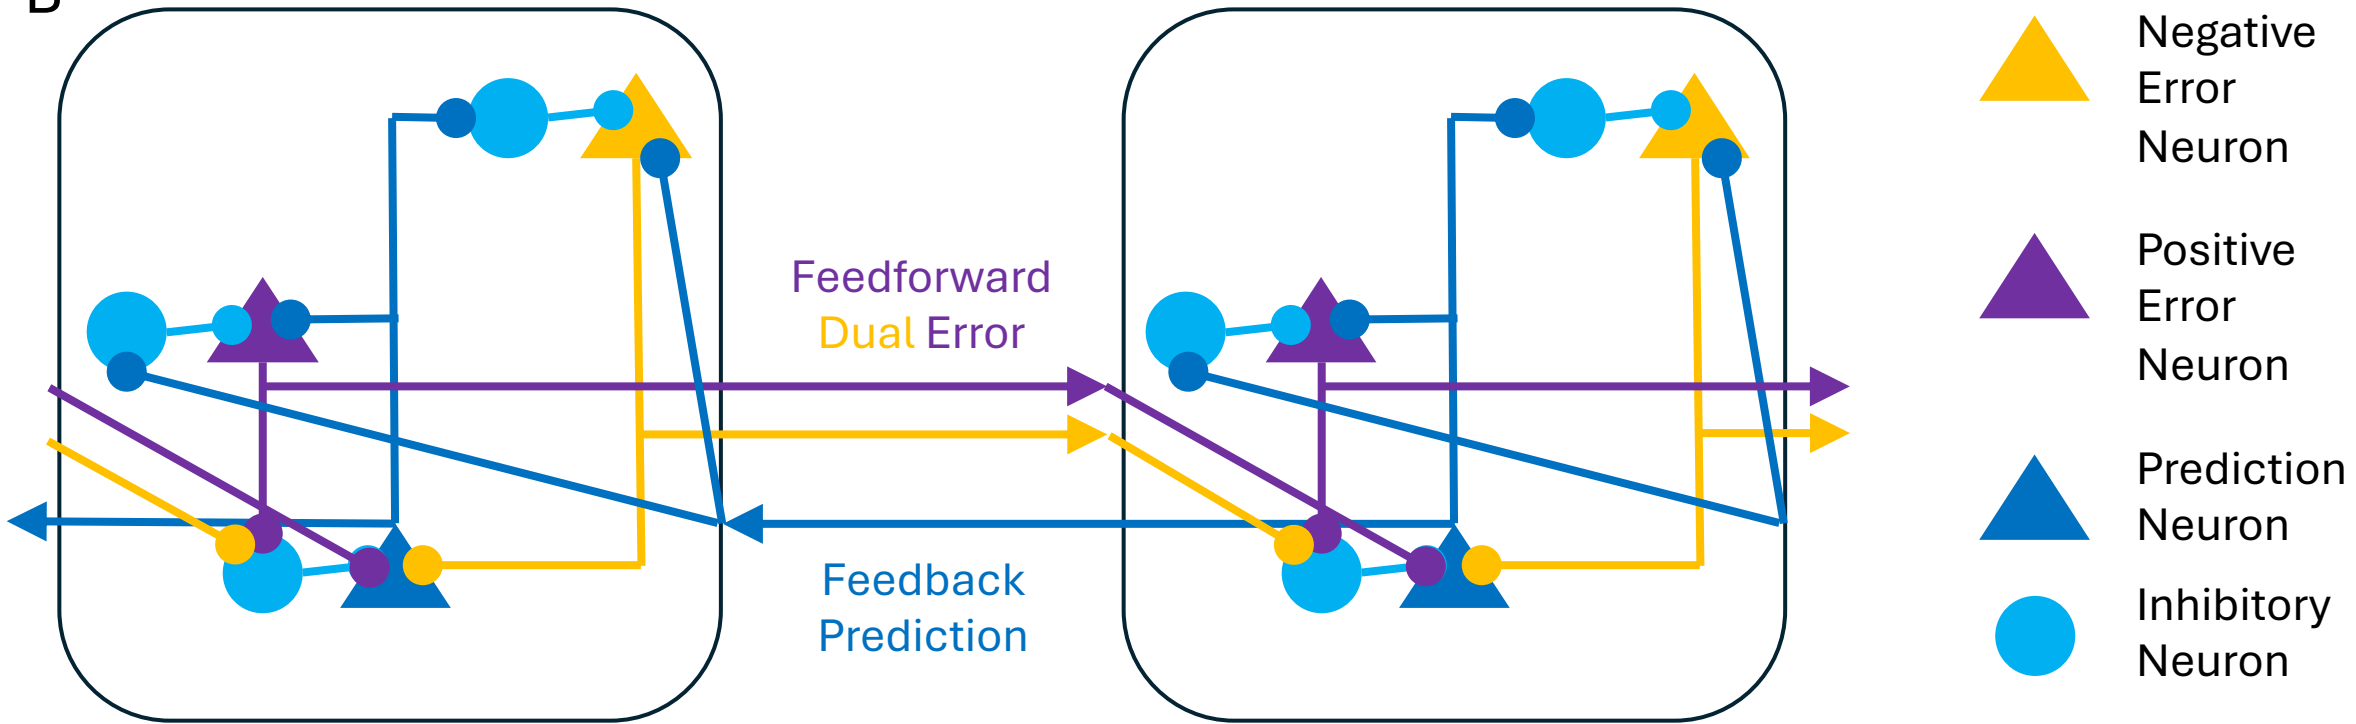 B
Feedforward
Dual Error
Feedback
Prediction
Negative
Error
Neuron
Positive
Error
Neuron
Prediction
Neuron
Inhibitory
Neuron